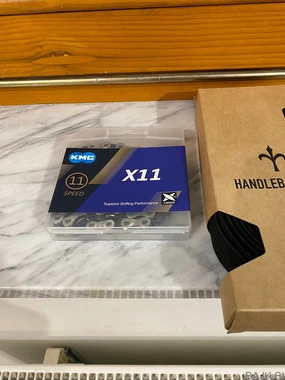 KMC
X11
11
SPEED
Superior Shifting Performance
X
HANDLEB